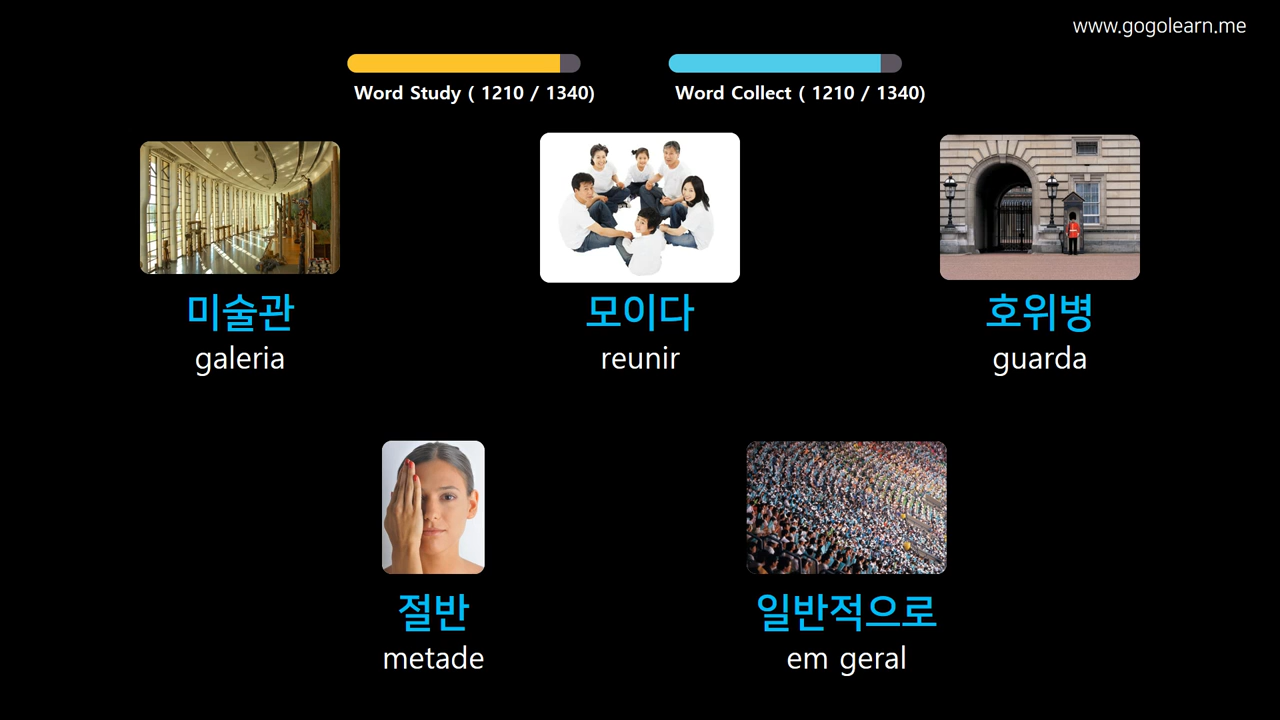 www.gogolearn.me
Word Study ( 1210 / 1340)
Word Collect ( 1210 / 1340)
미술관
galeria
모이다
reunir
호위병
guarda
절반
metade
일반적으로
em geral